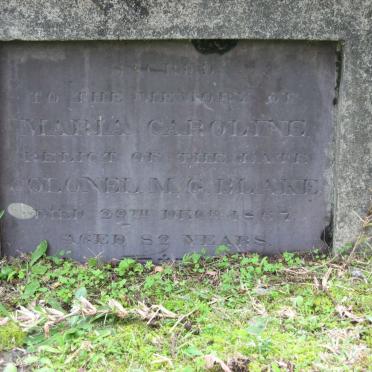 SACRED
TO THE MEMORY OF
MARIA CAROLINE
RELICT OF THE LATE
COLONEL M. G. BLAKE
DIED 29TH DECR. 1867
AGED 82 YEARS